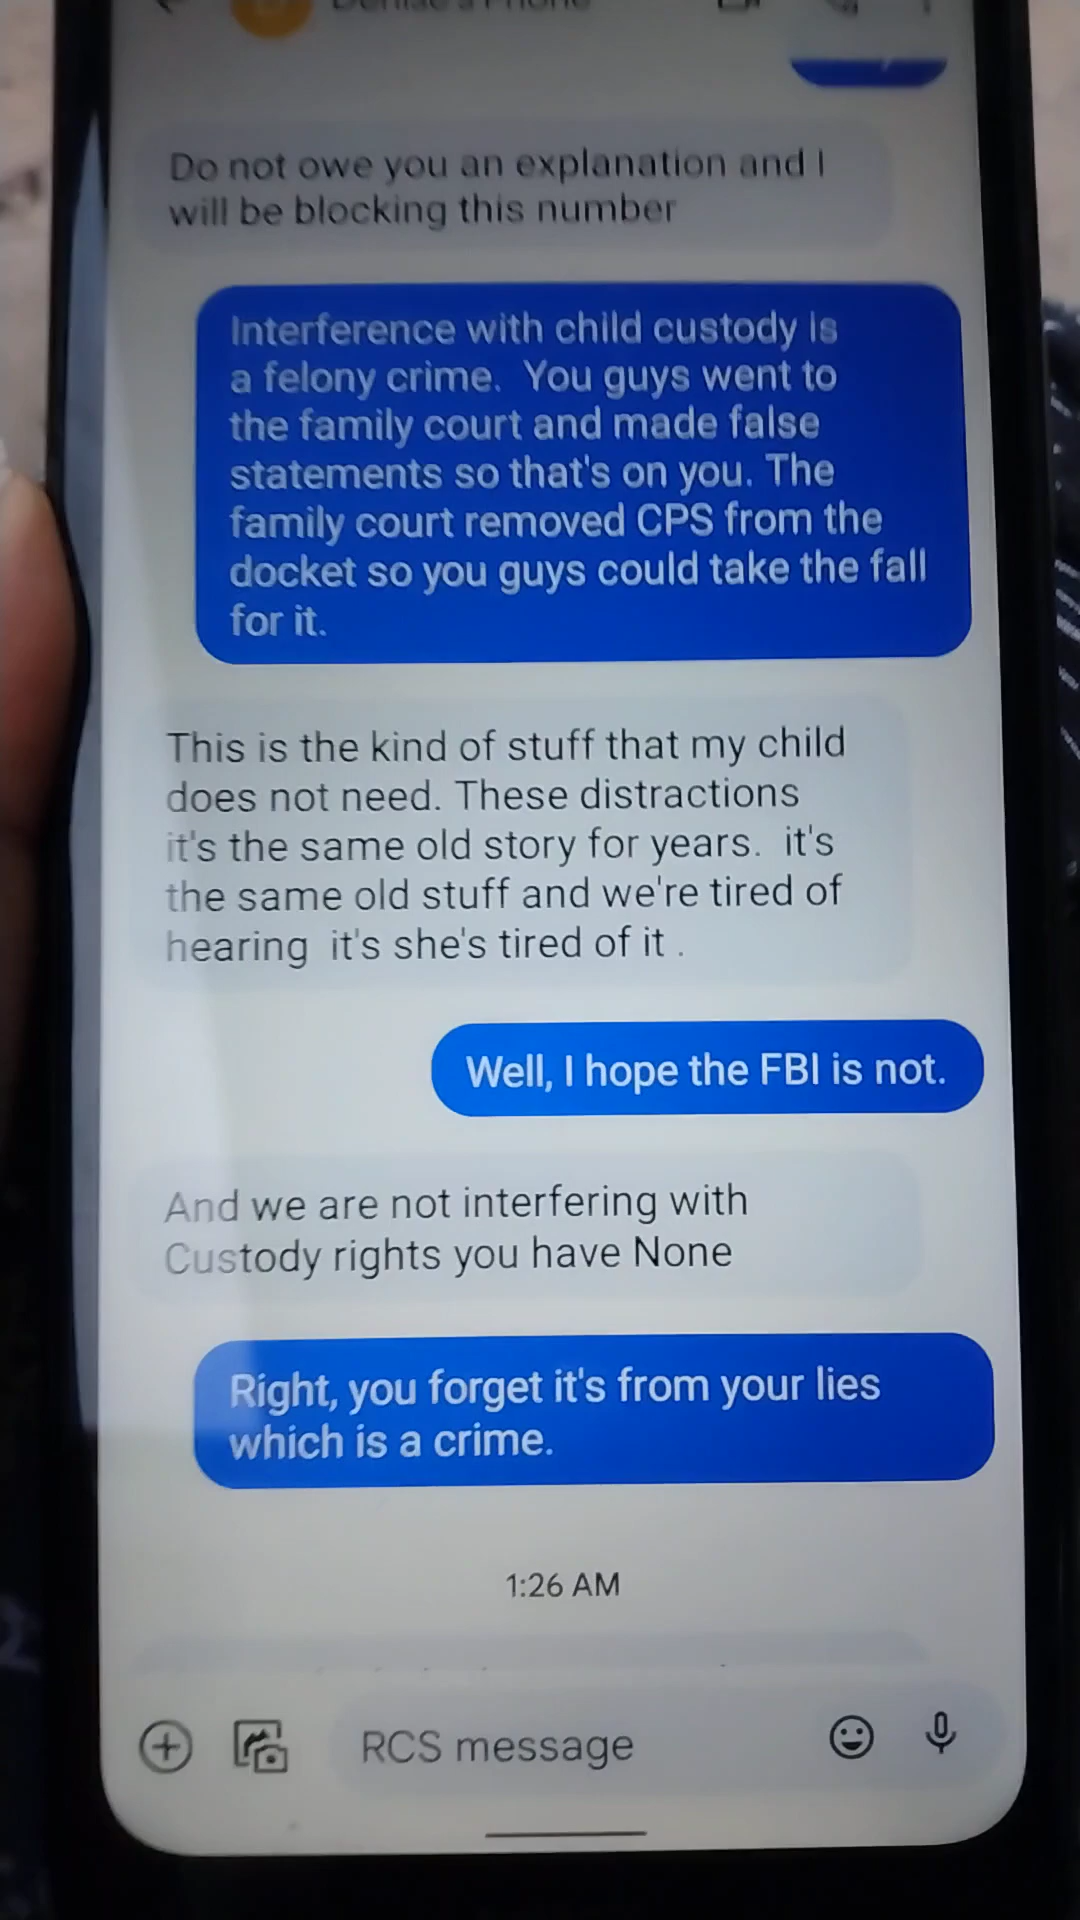 Do not owe you an explanation and I
will be blocking this number
Interference with child custody is
a felony crime.  You guys went to
the family court and made false
statements so that's on you. The
family court removed CPS from the
docket so you guys could take the fall
for it.
This is the kind of stuff that my child
does not need. These distractions
it's the same old story for years.  it's
the same old stuff and we're tired of
hearing  it's she's tired of it .
Well, I hope the FBI is not.
And we are not interfering with
Custody rights you have None
Right, you forget it's from your lies
which is a crime.
1:26 AM
RCS message